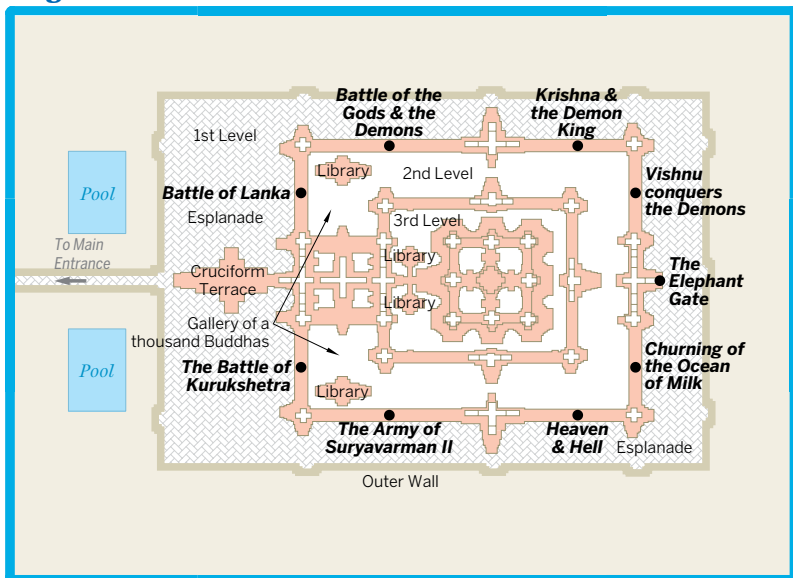 Battle of the
Gods & the
Demons
Krishna &
the Demon
King
1st Level
Library
2nd Level
Pool
Battle of Lanka
Vishnu
conquers
the Demons
Esplanade
3rd Level
To Main
Entrance
Library
Cruciform
Terrace
The
Elephant
Gate
Library
Gallery of a
thousand Buddhas
Pool
The Battle of
Kurukshetra
Churning of
the Ocean
of Milk
Library
The Army of
Suryavarman II
Heaven
& Hell
Esplanade
Outer Wall